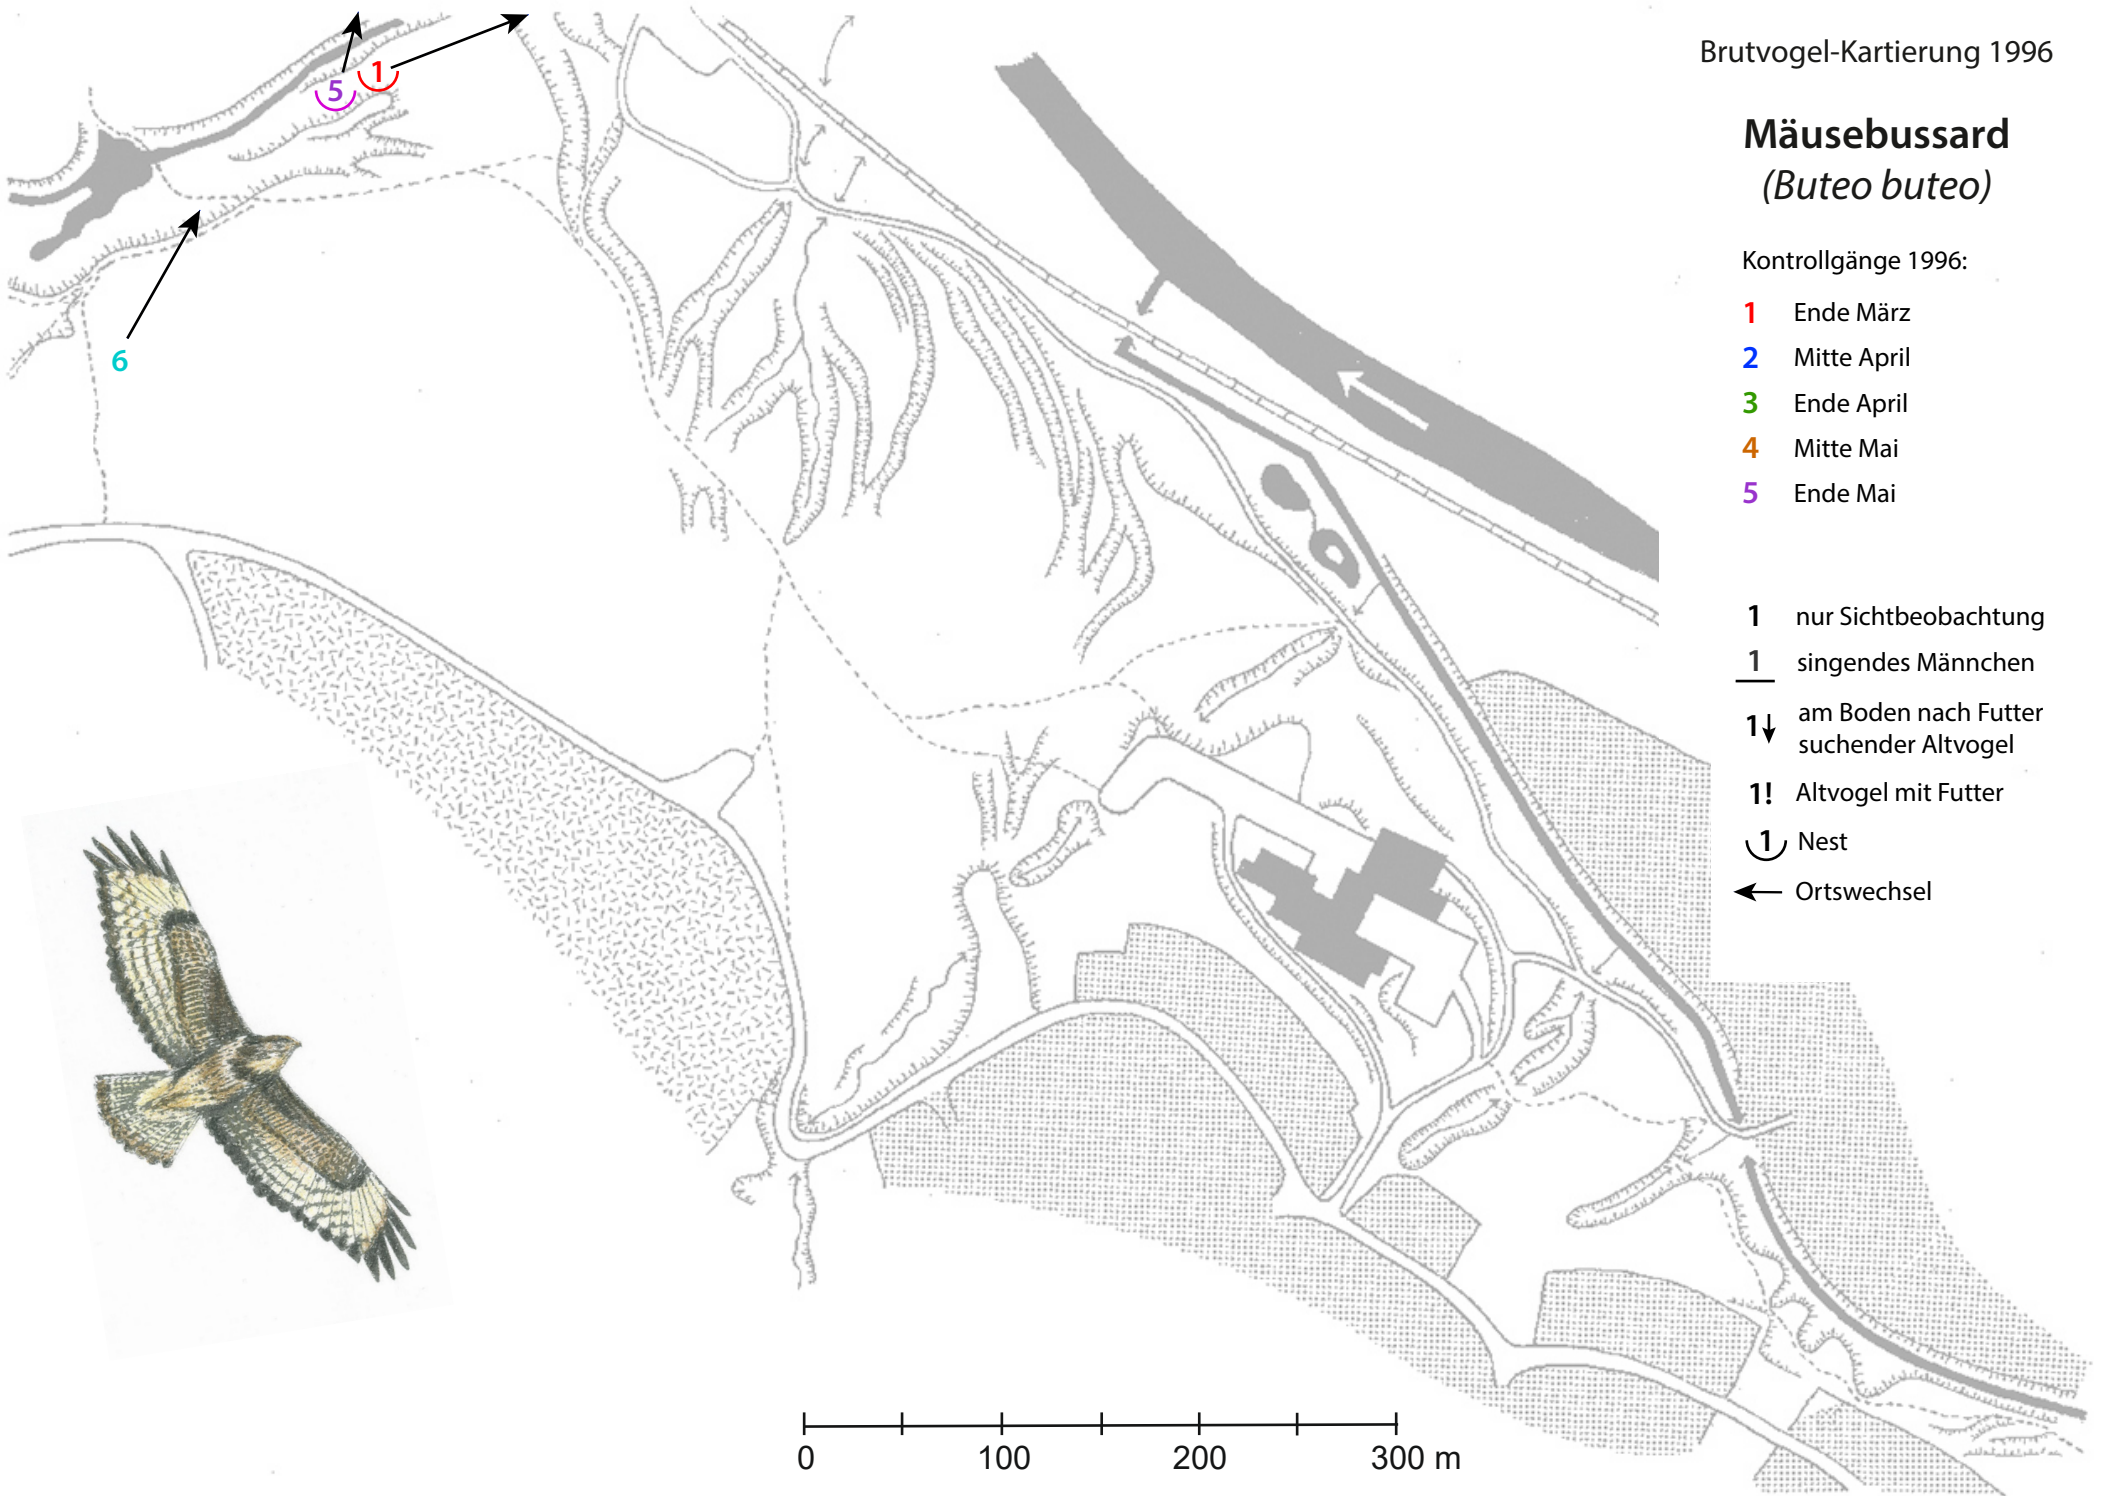 Brutvogel-Kartierung 1996
Mäusebussard
(Buteo buteo)
Kontrollgänge 1996:
1 Ende März
2 Mitte April
3 Ende April
4 Mitte Mai
5 Ende Mai
1 nur Sichtbeobachtung
1 singendes Männchen
1 am Boden nach Futter
suchender Altvogel
1! Altvogel mit Futter
1 Nest
Ortswechsel
1
5
6
0 100 200 300 m